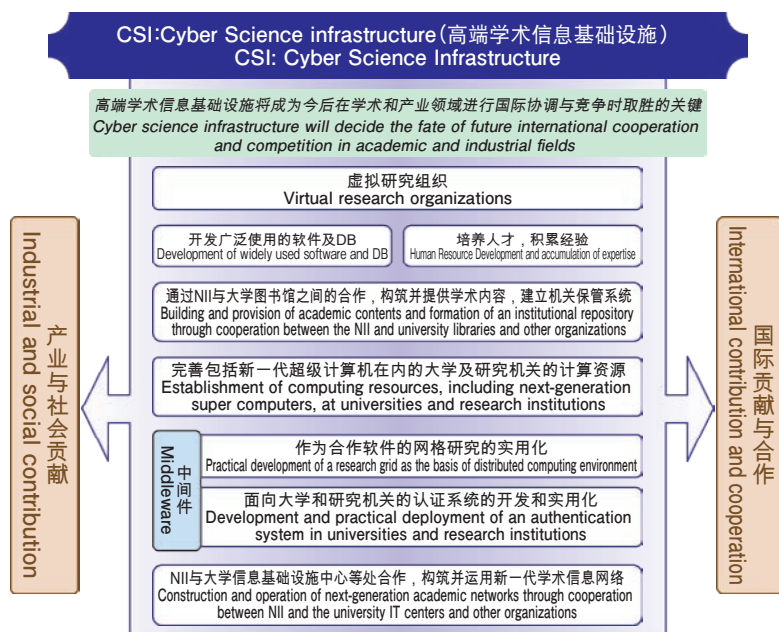 CSI:Cyber Science infrastructure(高端学术信息基础设施)
CSI: Cyber Science Infrastructure
高端学术信息基础设施将成为今后在学术和产业领域进行国际协调与竞争时取胜的关键
Cyber science infrastructure will decide the fate of future international cooperation
and competition in academic and industrial fields
虚拟研究组织
Virtual research organizations
开发广泛使用的软件及DB
Development of widely used software and DB
培养人才，积累经验
Human Resource Development and accumulation of expertise
通过NII与大学图书馆之间的合作，构筑并提供学术内容，建立机关保管系统
Building and provision of academic contents and formation of an institutional repository
through cooperation between the NII and university libraries and other organizations
完善包括新一代超级计算机在内的大学及研究机关的计算资源
Establishment of computing resources, including next-generation
super computers, at universities and research institutions
中间件
Middleware
作为合作软件的网格研究的实用化
Practical development of a research grid as the basis of distributed computing environment
面向大学和研究机关的认证系统的开发和实用化
Development and practical deployment of an authentication
system in universities and research institutions
NII与大学信息基础设施中心等处合作，构筑并运用新一代学术信息网络
Construction and operation of next-generation academic networks through cooperation
between NII and the university IT centers and other organizations
产业与社会贡献
Industrial and social contribution
国际贡献与合作
International contribution and cooperation